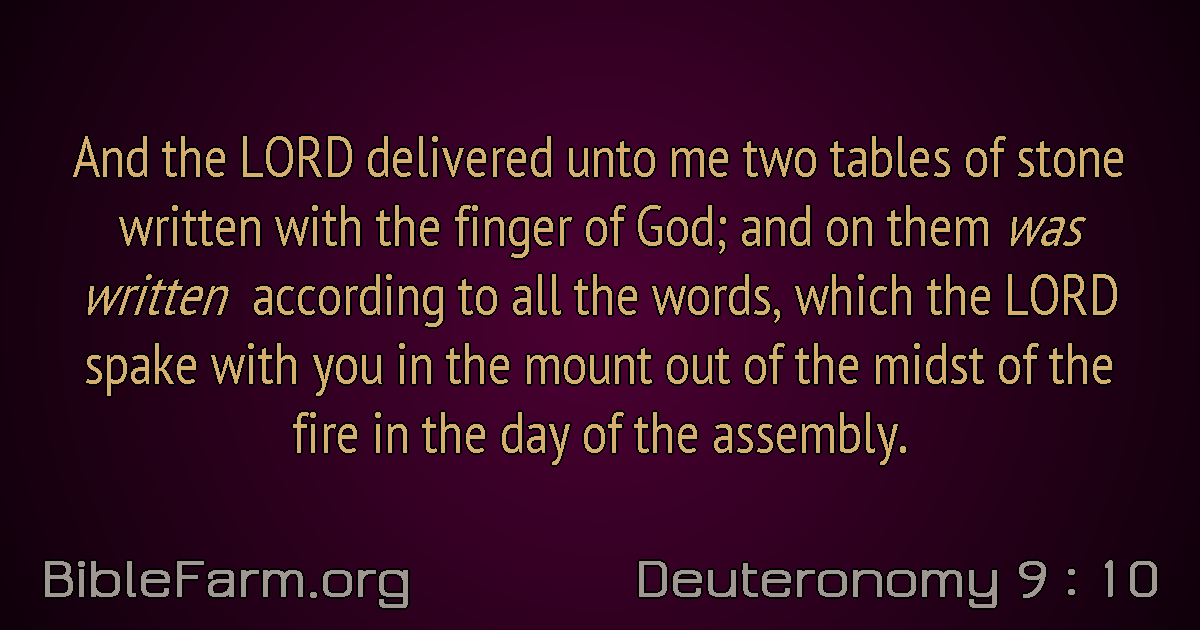 And the LORD delivered unto me two tables of stone
written with the finger of God; and on them was
written according to all the words, which the LORD
spake with you in the mount out of the midst of the
fire in the day of the assembly.
BibleFarm.org
Deuteronomy 9 : 10